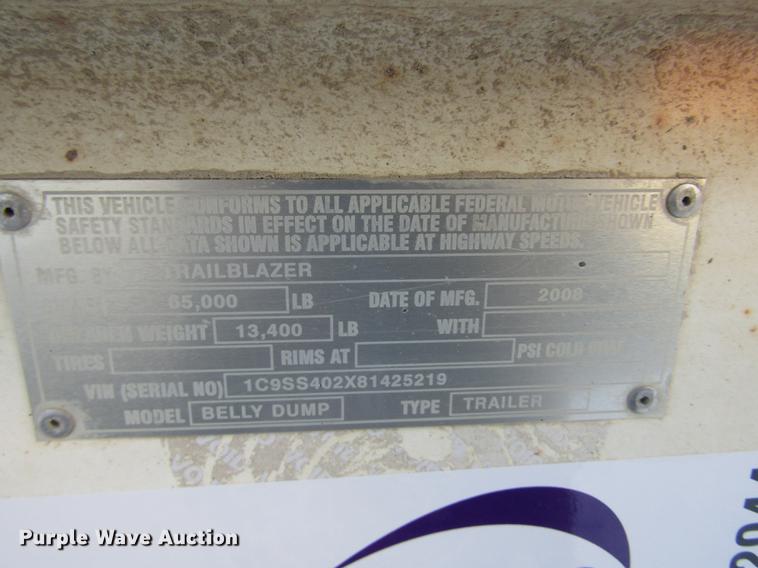 THIS VEHICLE CONFORMS TO ALL APPLICABLE FEDERAL MOTOR VEHICLE
SAFETY STANDARDS IN EFFECT ON THE DATE OF MANUFACTURE SHOWN
BELOW ALL DATA SHOWN IS APPLICABLE AT HIGHWAY SPEEDS.
MFG. BY TRAILBLAZER
65,000 LB DATE OF MFG. 2008
WEIGHT 13,400 LB WITH
TIRES RIMS AT PSI COLD
VIN (SERIAL NO) 1C9SS402X81425219
MODEL BELLY DUMP TYPE TRAILER
VOID
Purple Wave Auction